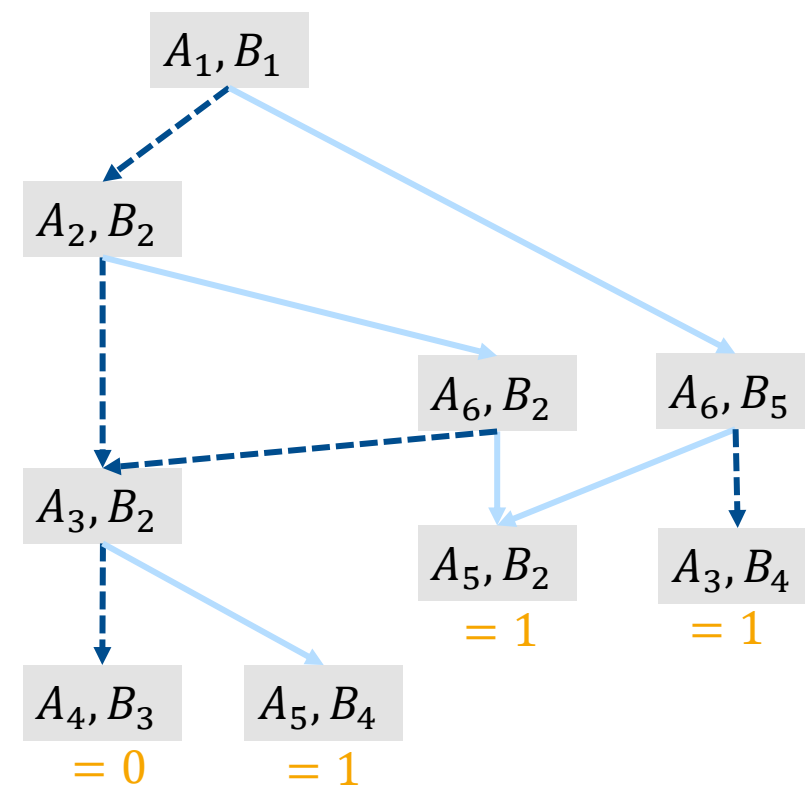 A₁, B₁
A₂, B₂
A₆, B₂
A₆, B₅
A₃, B₂
A₅, B₂
= 1
A₃, B₄
= 1
A₄, B₃
= 0
A₅, B₄
= 1